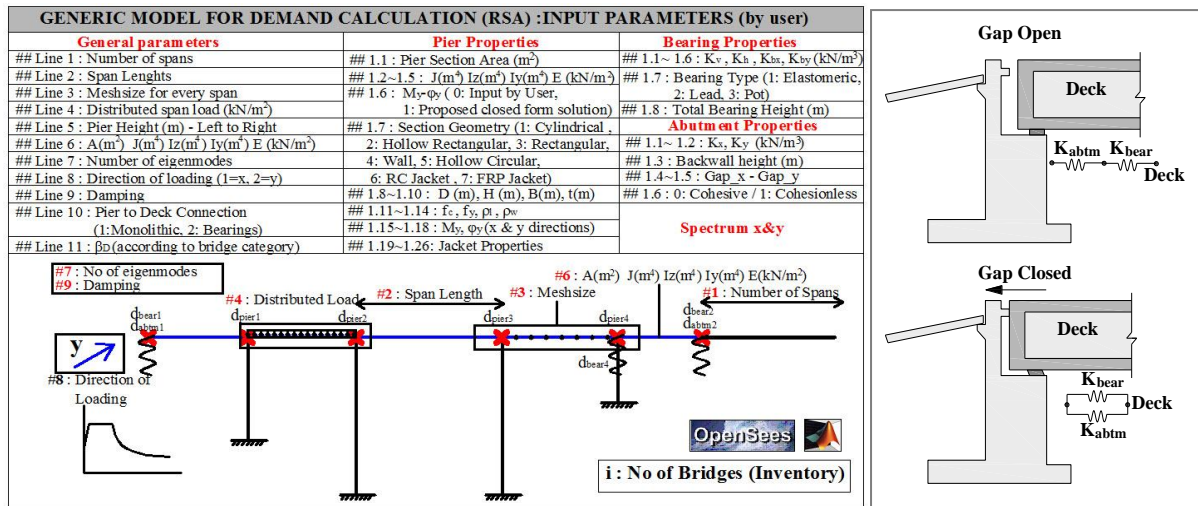 GENERIC MODEL FOR DEMAND CALCULATION (RSA) :INPUT PARAMETERS (by user)
General parameters
## Line 1 : Number of spans
## Line 2 : Span Lenghts
## Line 3 : Meshsize for every span
## Line 4 : Distributed span load (kN/m²)
## Line 5 : Pier Height (m) - Left to Right
## Line 6 : A(m²) J(m⁴) Iz(m⁴) Iy(m⁴) E (kN/m²)
## Line 7 : Number of eigenmodes
## Line 8 : Direction of loading (1=x, 2=y)
## Line 9 : Damping
## Line 10 : Pier to Deck Connection
(1:Monolithic, 2: Bearings)
## Line 11 : βD (according to bridge category)
Pier Properties
## 1.1 : Pier Section Area (m²)
## 1.2~1.5 : J(m⁴) Iz(m⁴) Iy(m⁴) E (kN/m²)
## 1.6 : My-φy ( 0: Input by User,
1: Proposed closed form solution)
## 1.7 : Section Geometry (1: Cylindrical ,
2: Hollow Rectangular, 3: Rectangular,
4: Wall, 5: Hollow Circular,
6: RC Jacket , 7: FRP Jacket)
## 1.8~1.10 : D (m), H (m), B(m), t(m)
## 1.11~1.14 : fc , fy, ρl , ρw
## 1.15~1.18 : My, φy (x & y directions)
## 1.19~1.26: Jacket Properties
Bearing Properties
## 1.1~ 1.6 : Kv , Kh , Kbx, Kby (kN/m³)
## 1.7 : Bearing Type (1: Elastomeric,
2: Lead, 3: Pot)
## 1.8 : Total Bearing Height (m)
Abutment Properties
## 1.1~ 1.2 : Kx, Ky (kN/m³)
## 1.3 : Backwall height (m)
## 1.4~1.5 : Gap_x - Gap_y
## 1.6 : 0: Cohesive / 1: Cohesionless
Spectrum x&y
#7 : No of eigenmodes
#9 : Damping
#4 : Distributed Load
#2 : Span Length
#6 : A(m²) J(m⁴) Iz(m⁴) Iy(m⁴) E(kN/m²)
#3 : Meshsize
#1 : Number of Spans
dbear1
dabtm1
dpier1
dpier2
dpier3
dpier4
dbear2
dabtm2
dbear4
y
#8 : Direction of
Loading
OpenSees
i : No of Bridges (Inventory)
Gap Open
Deck
Kabtm Kbear
Deck
Gap Closed
Deck
Kbear
Deck
Kabtm